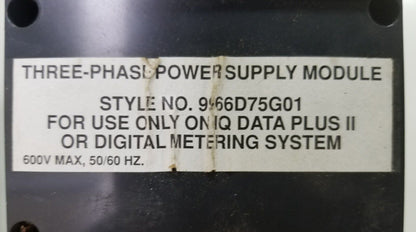 THREE-PHASE POWER SUPPLY MODULE
STYLE NO. 9966D75G01
FOR USE ONLY ON IQ DATA PLUS II
OR DIGITAL METERING SYSTEM
600V MAX, 50/60 HZ.